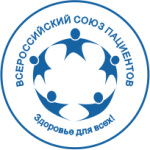 ВСЕРОССИЙСКИЙ СОЮЗ ПАЦИЕНТОВ
Здоровье для всех!